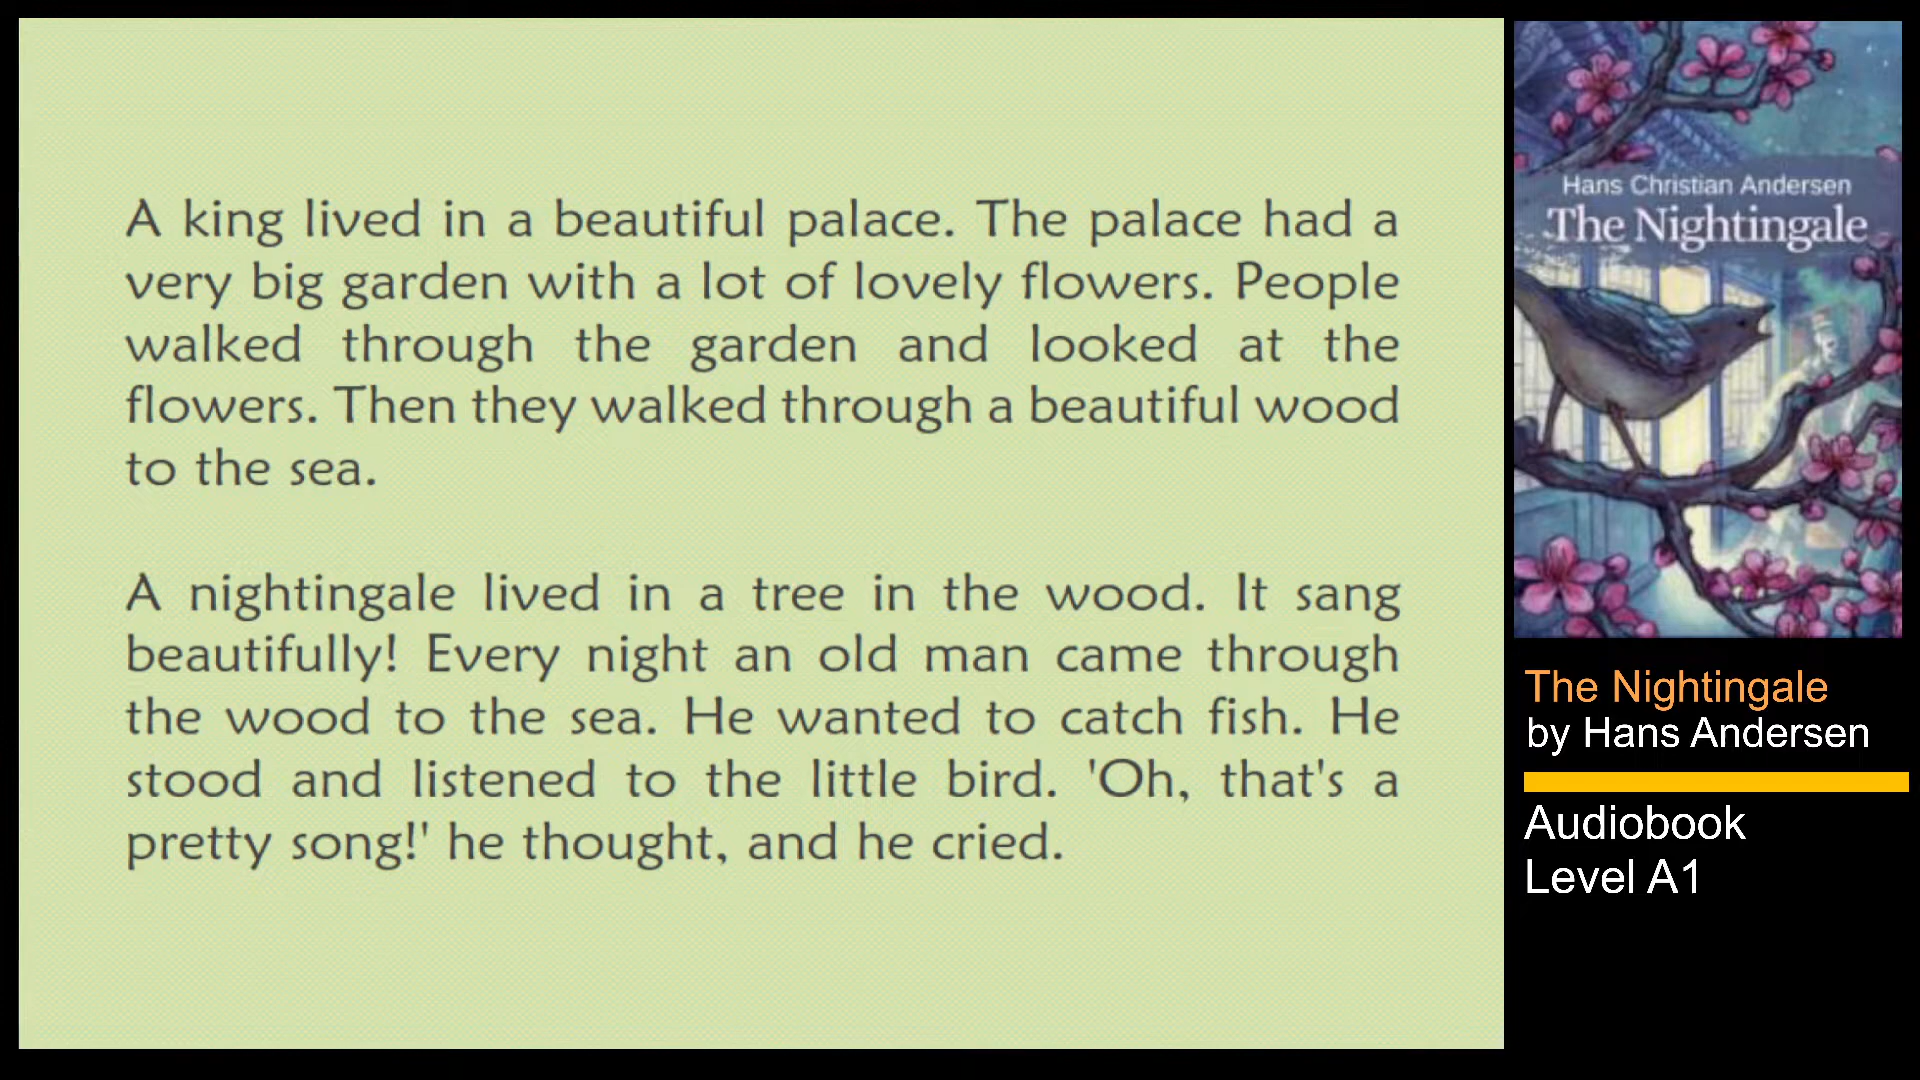 A king lived in a beautiful palace. The palace had a
very big garden with a lot of lovely flowers. People
walked through the garden and looked at the
flowers. Then they walked through a beautiful wood
to the sea.
A nightingale lived in a tree in the wood. It sang
beautifully! Every night an old man came through
the wood to the sea. He wanted to catch fish. He
stood and listened to the little bird. 'Oh, that's a
pretty song!' he thought, and he cried.
Hans Christian Andersen
The Nightingale
The Nightingale
by Hans Andersen
Audiobook
Level A1